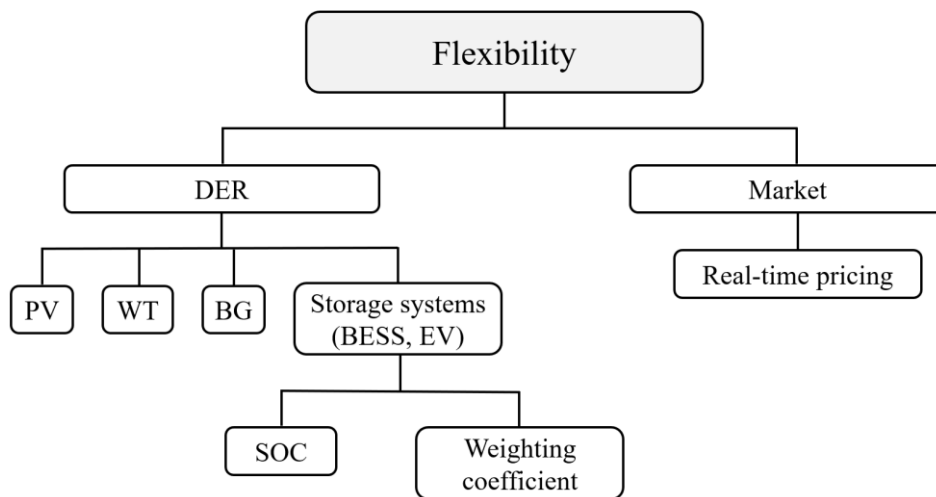 Flexibility
DER
Market
PV
WT
BG
Storage systems
(BESS, EV)
Real-time pricing
SOC
Weighting
coefficient